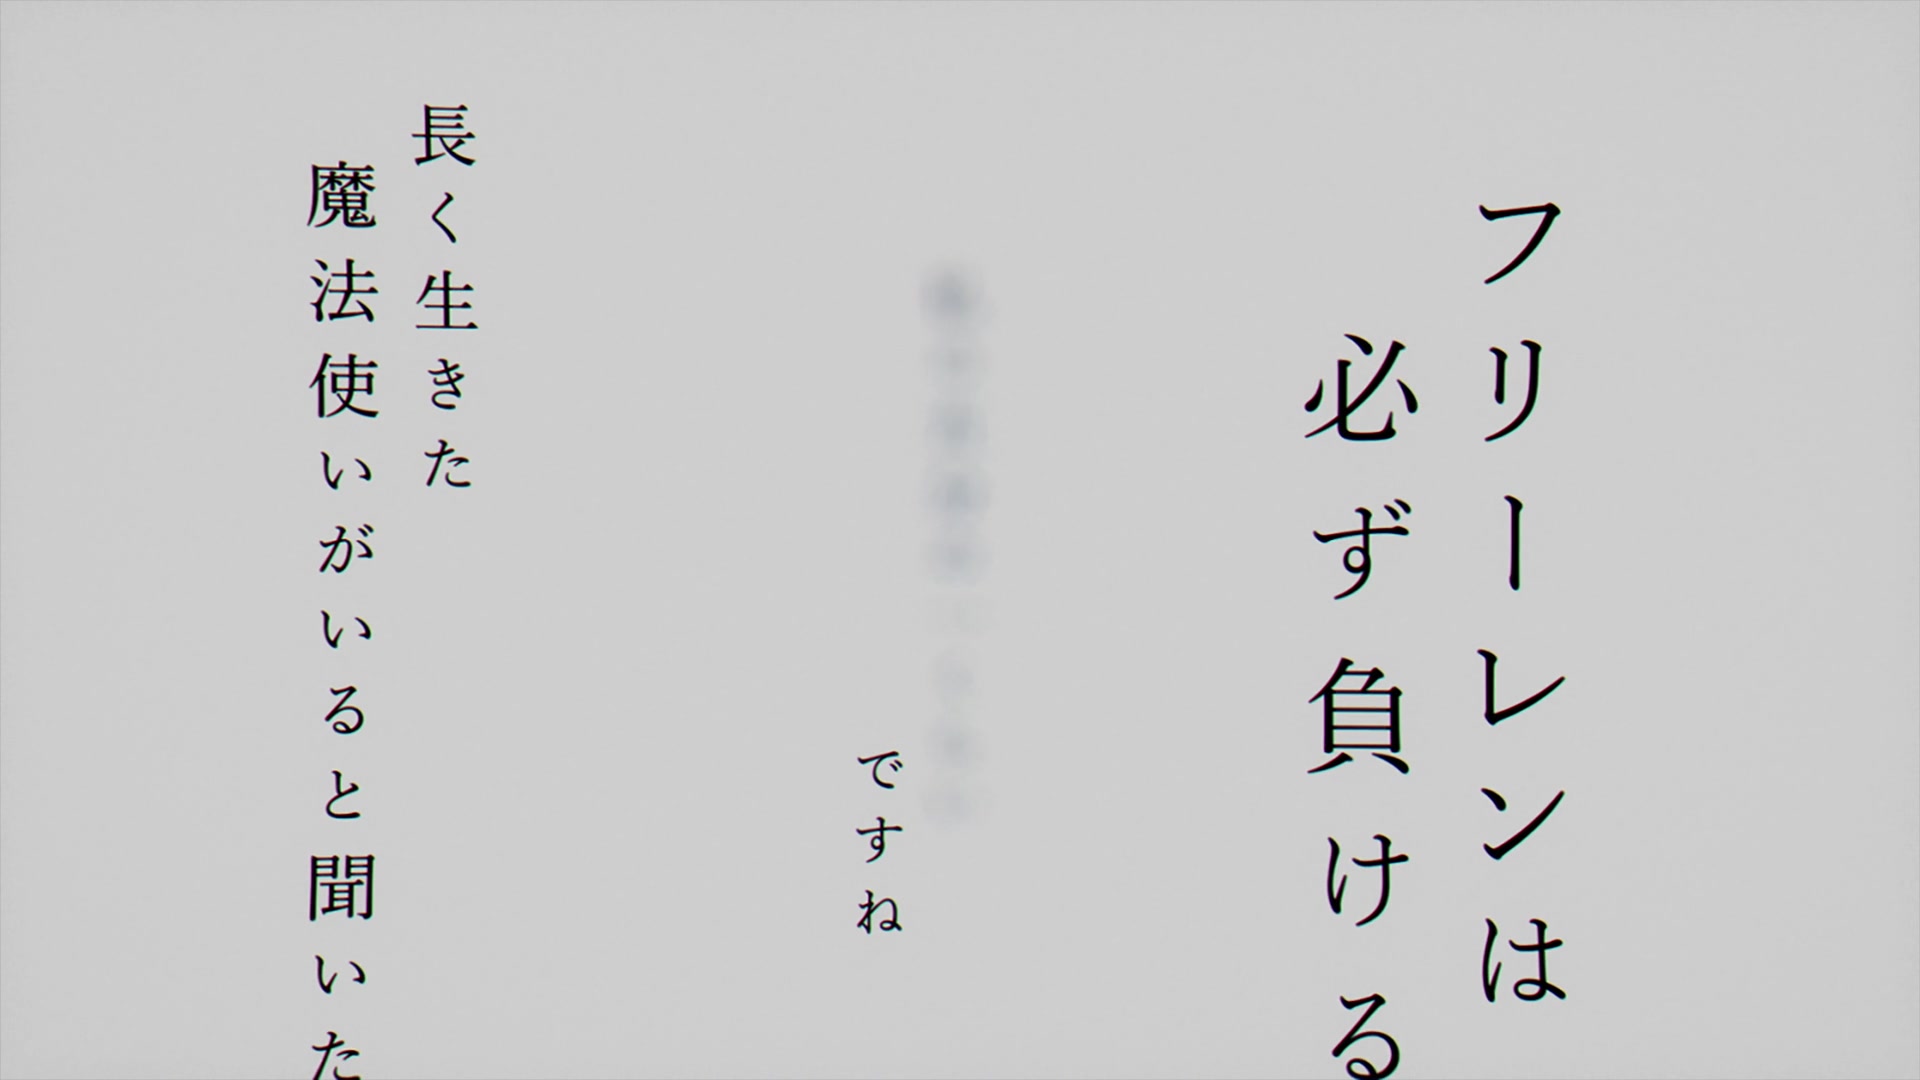 フリーレンは
必ず負ける
ですね
長く生きた
魔法使いがいると聞いた